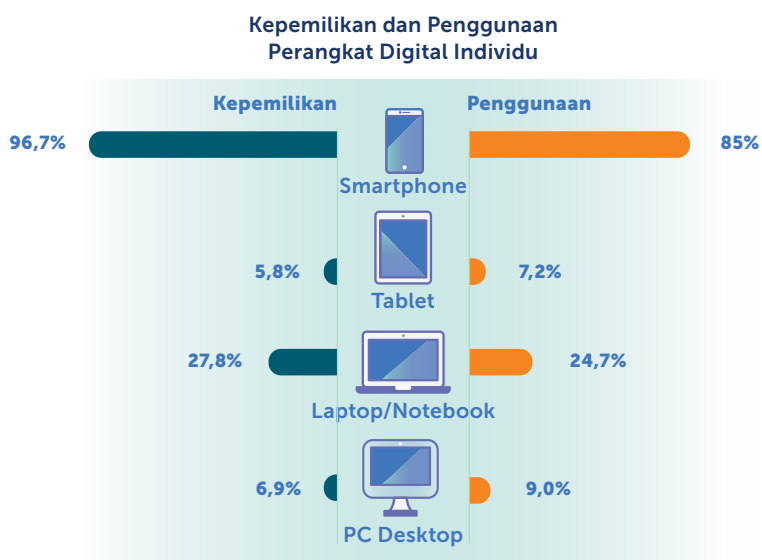 Kepemilikan dan Penggunaan
Perangkat Digital Individu
Kepemilikan
Penggunaan
96,7%
85%
Smartphone
5,8%
7,2%
Tablet
27,8%
24,7%
Laptop/Notebook
6,9%
9,0%
PC Desktop